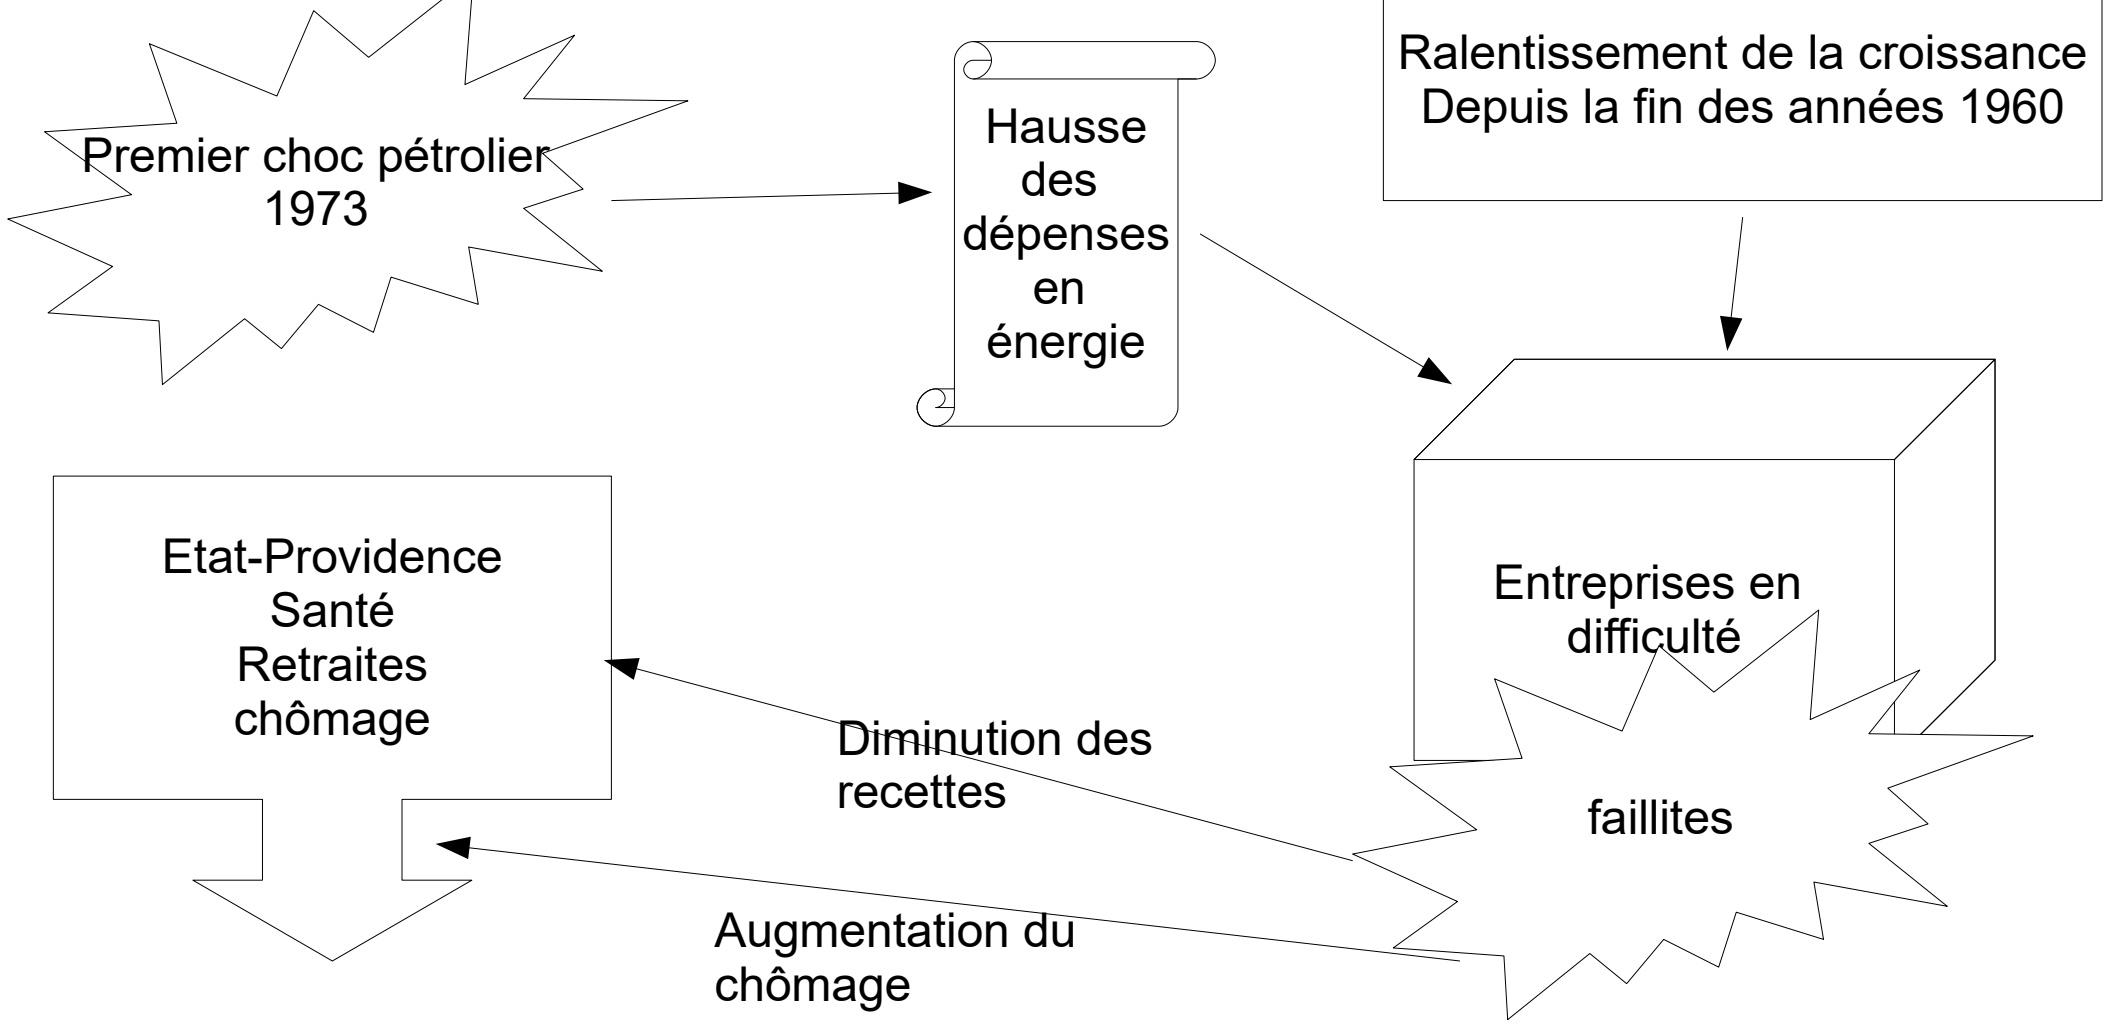 Premier choc pétrolier
1973
Hausse
des
dépenses
en
énergie
Ralentissement de la croissance
Depuis la fin des années 1960
Entreprises en
difficulté
faillites
Etat-Providence
Santé
Retraites
chômage
Diminution des
recettes
Augmentation du
chômage